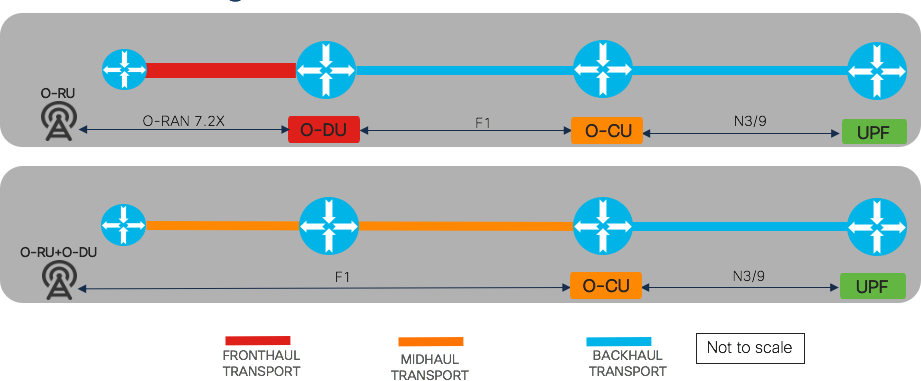 O-RU
O-RAN 7.2X
O-DU
F1
O-CU
N3/9
UPF
O-RU+O-DU
F1
O-CU
N3/9
UPF
FRONTHAUL
TRANSPORT
MIDHAUL
TRANSPORT
BACKHAUL
TRANSPORT
Not to scale